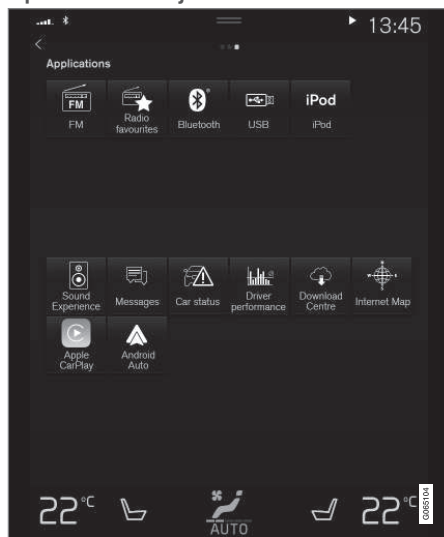 13:45
Applications
FM
FM
Radio
favourites
Bluetooth
USB
iPod
iPod
Sound
Experience
Messages
Car status
Driver
performance
Download
Centre
Internet Map
Apple
CarPlay
Android
Auto
22°C
AUTO
22°C
G065104